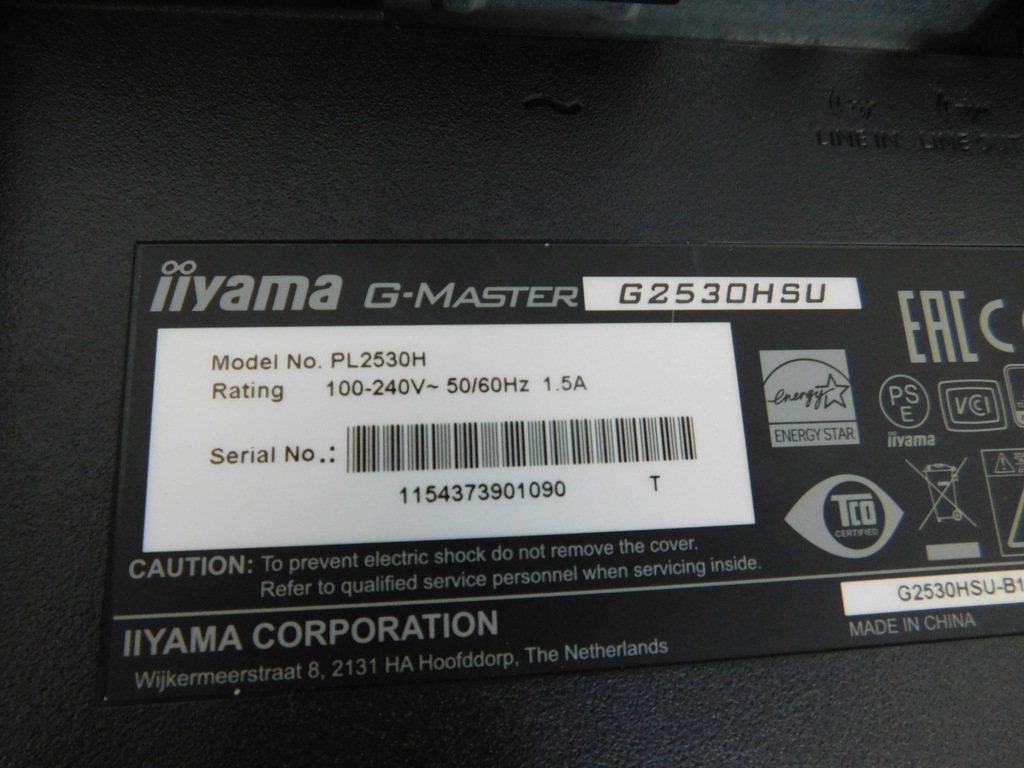 LINE IN LINE OUT
iiyama G-MASTER G2530HSU
Model No. PL2530H
Rating 100-240V~ 50/60Hz 1.5A
Serial No.:
1154373901090 T
EAC
energy
ENERGY STAR
PS
E
iiyama
VCCI
TCO
CERTIFIED
CAUTION: To prevent electric shock do not remove the cover.
Refer to qualified service personnel when servicing inside.
G2530HSU-B1
IIYAMA CORPORATION
MADE IN CHINA
Wijkermeerstraat 8, 2131 HA Hoofddorp, The Netherlands